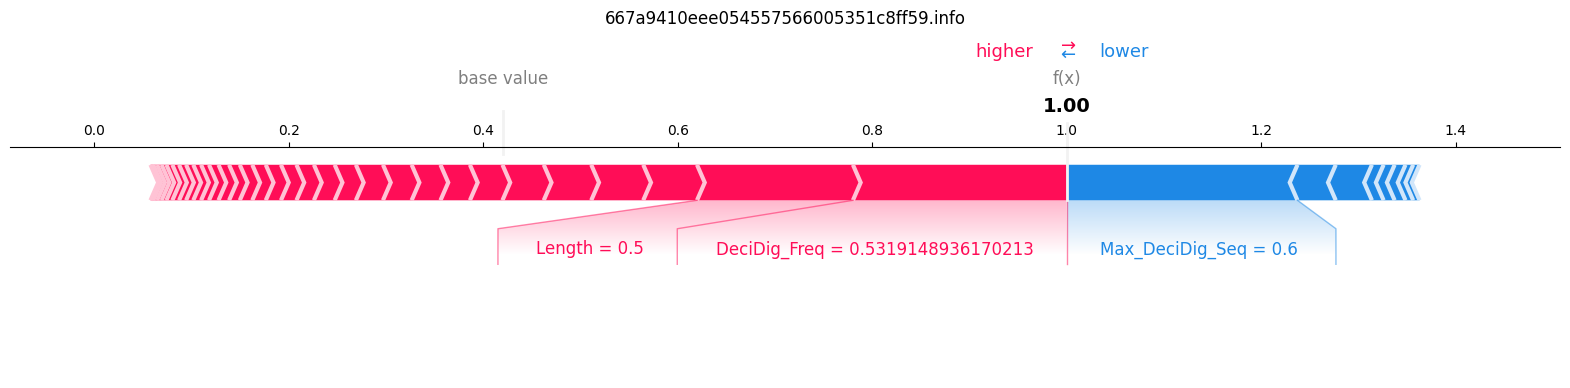 667a9410eee054557566005351c8ff59.info
higher → ← lower
base value f(x)
1.00
0.0 0.2 0.4 0.6 0.8 1.0 1.2 1.4
Length = 0.5 DeciDig_Freq = 0.5319148936170213 Max_DeciDig_Seq = 0.6